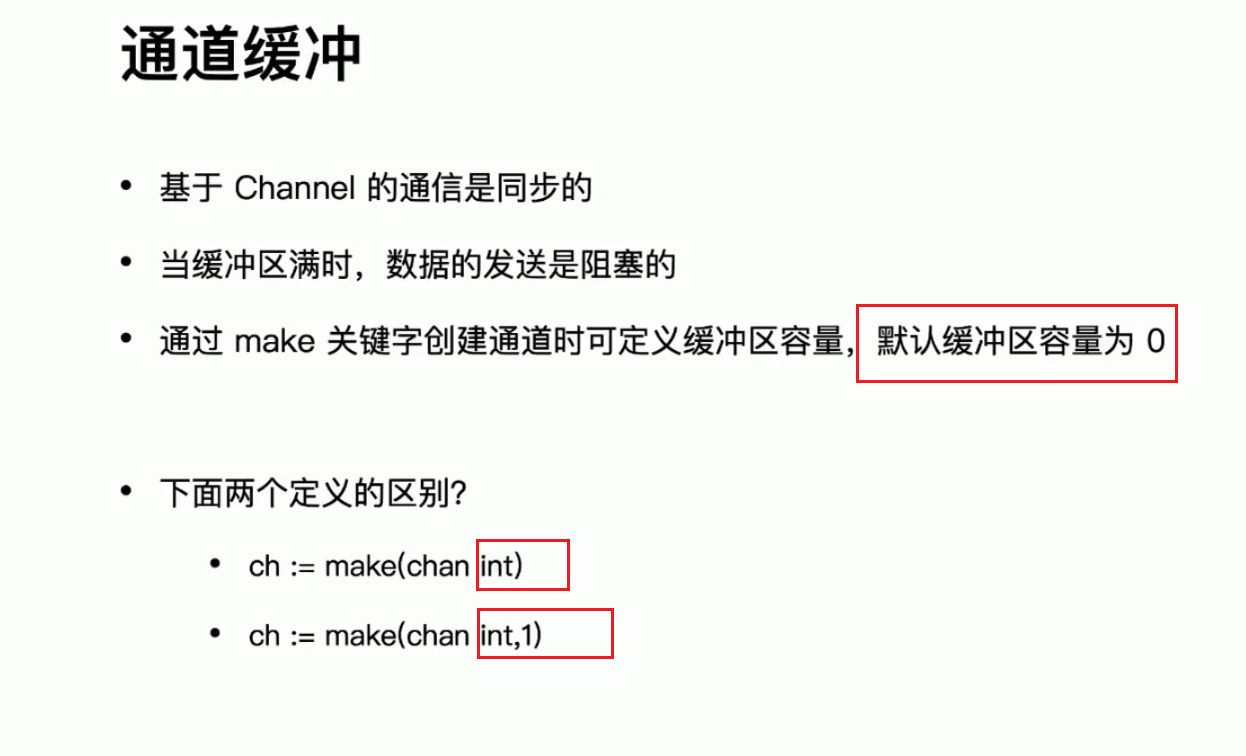 通道缓冲
• 基于 Channel 的通信是同步的
• 当缓冲区满时，数据的发送是阻塞的
• 通过 make 关键字创建通道时可定义缓冲区容量，默认缓冲区容量为 0
• 下面两个定义的区别？
• ch := make(chan int)
• ch := make(chan int,1)